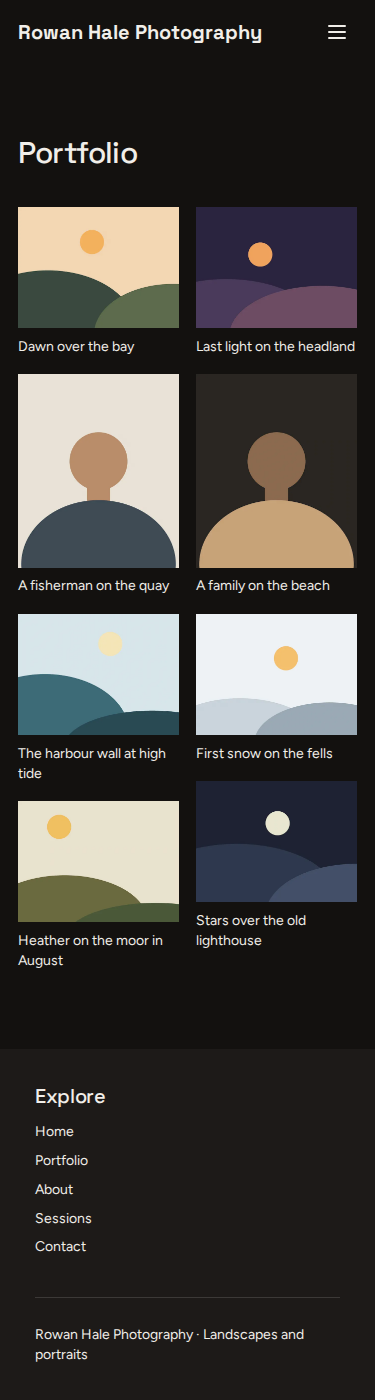 Rowan Hale Photography
Portfolio
Dawn over the bay
Last light on the headland
A fisherman on the quay
A family on the beach
The harbour wall at high
tide
First snow on the fells
Heather on the moor in
August
Stars over the old
lighthouse
Explore
Home
Portfolio
About
Sessions
Contact
Rowan Hale Photography · Landscapes and
portraits